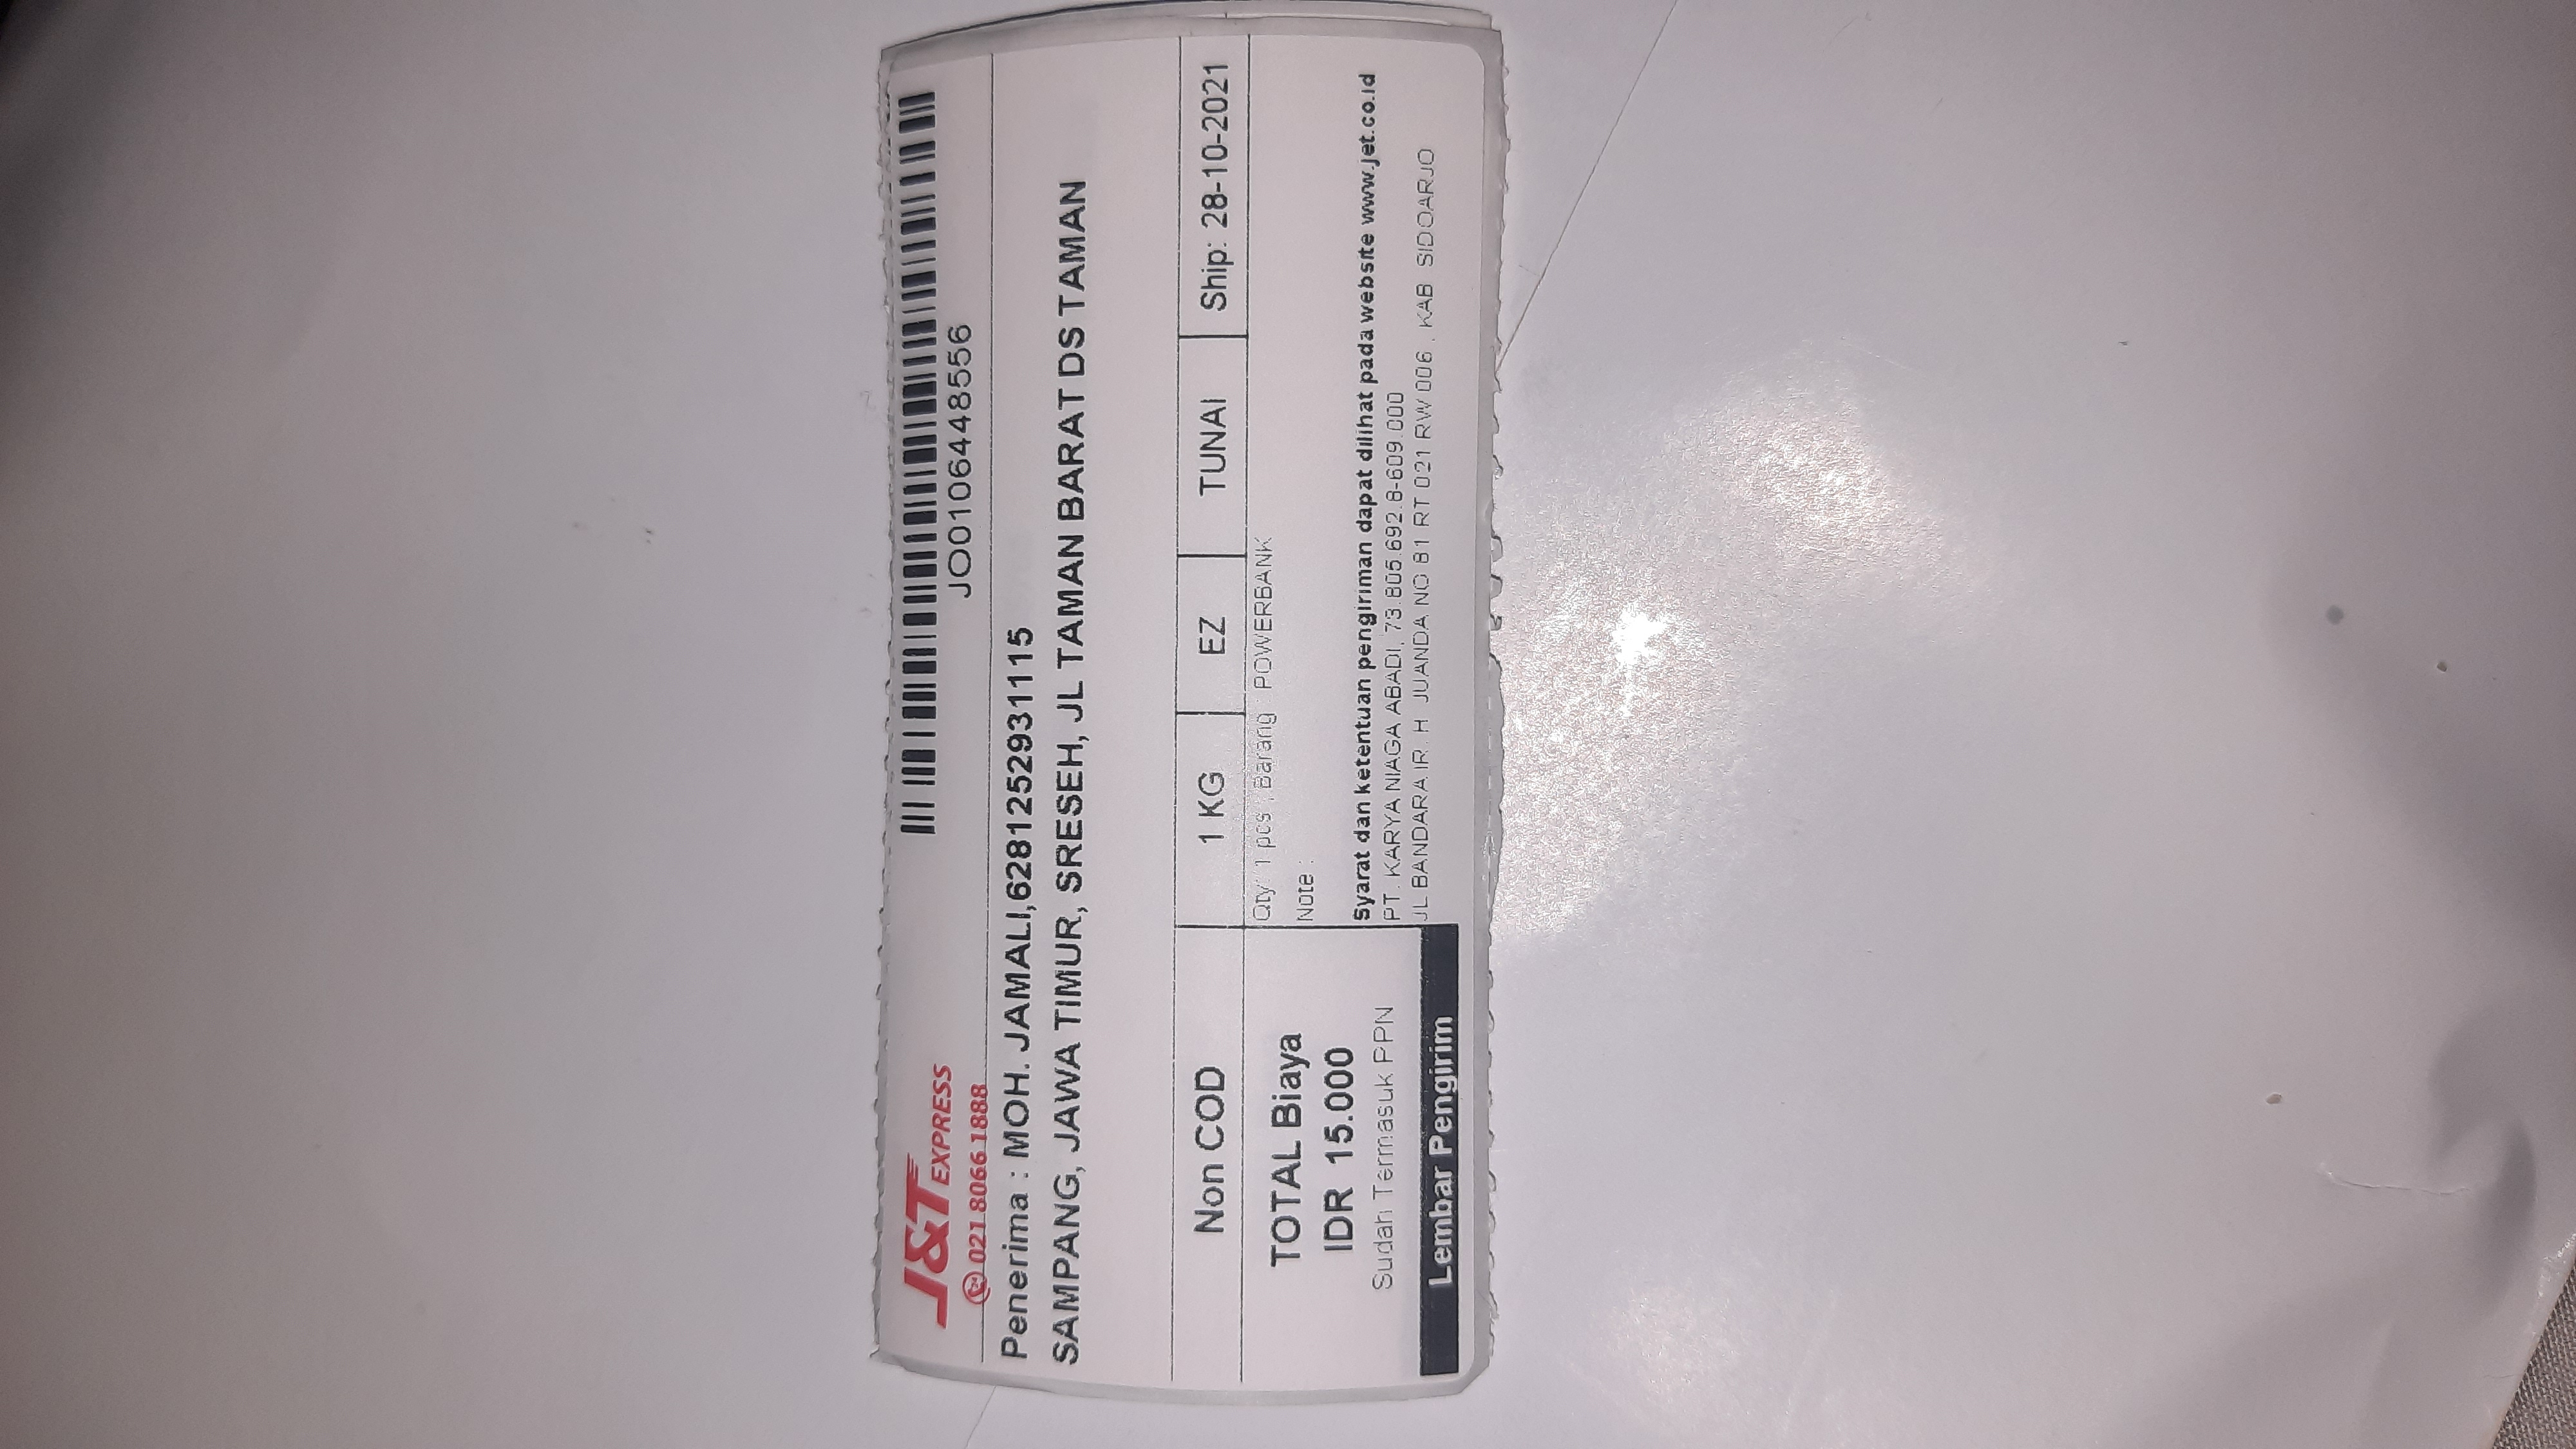 J&T EXPRESS
021 8066 1888
JO0106448556
Penerima : MOH. JAMALI,6281252931115
SAMPANG, JAWA TIMUR, SRESEH, JL TAMAN BARAT DS TAMAN
Non COD 1 KG EZ TUNAI Ship: 28-10-2021
TOTAL Biaya
IDR 15.000
Sudah Termasuk PPN
Lembar Pengirim
Qty: 1 pcs , Barang : POWERBANK
Note :
Syarat dan ketentuan pengiriman dapat dilihat pada website www.jet.co.id
PT. KARYA NIAGA ABADI, 73.805.692.8-609.000
JL BANDARA IR. H JUANDA NO 81 RT 021 RW 006 , KAB SIDOARJO